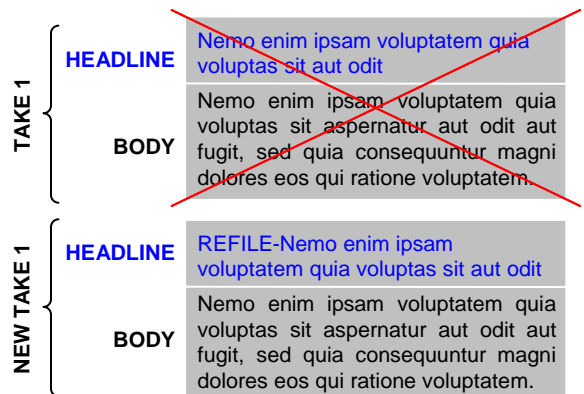 TAKE 1
HEADLINE
Nemo enim ipsam voluptatem quia
voluptas sit aut odit
BODY
Nemo enim ipsam voluptatem quia
voluptas sit aspernatur aut odit aut
fugit, sed quia consequuntur magni
dolores eos qui ratione voluptatem.
NEW TAKE 1
HEADLINE
REFILE-Nemo enim ipsam
voluptatem quia voluptas sit aut odit
BODY
Nemo enim ipsam voluptatem quia
voluptas sit aspernatur aut odit aut
fugit, sed quia consequuntur magni
dolores eos qui ratione voluptatem.